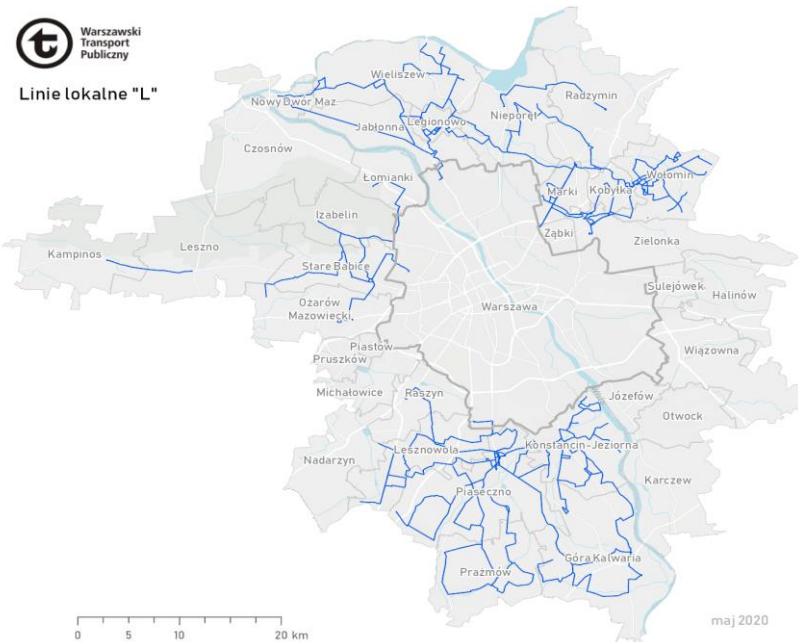 Warszawski
Transport
Publiczny
Linie lokalne "L"
Wieliszew
Radzymin
Nowy Dwór Maz.
Jabłonna
Legionowo
Nieporęt
Czosnów
Łomianki
Marki
Kobyłka
Wołomin
Izabelin
Ząbki
Zielonka
Kampinos
Leszno
Stare Babice
Sulejówek
Halinów
Ożarów
Mazowiecki
Warszawa
Piastów
Pruszków
Wiązowna
Michałowice
Raszyn
Józefów
Otwock
Nadarzyn
Lesznowola
Konstancin-Jeziorna
Karczew
Piaseczno
Góra Kalwaria
Prażmów
0 5 10 20 km
maj 2020